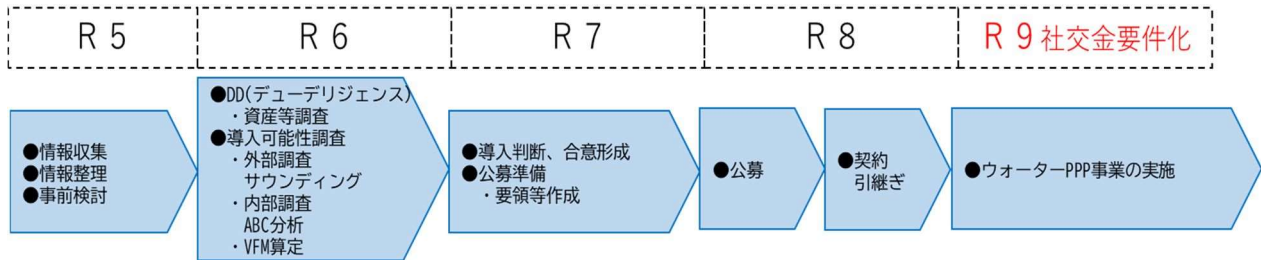 R5
R6
R7
R8
R9社交金要件化
●情報収集
●情報整理
●事前検討
●DD(デューデリジェンス)
・資産等調査
●導入可能性調査
・外部調査
サウンディング
・内部調査
ABC分析
・VFM算定
●導入判断、合意形成
●公募準備
・要領等作成
●公募
●契約
引継ぎ
●ウォーターPPP事業の実施